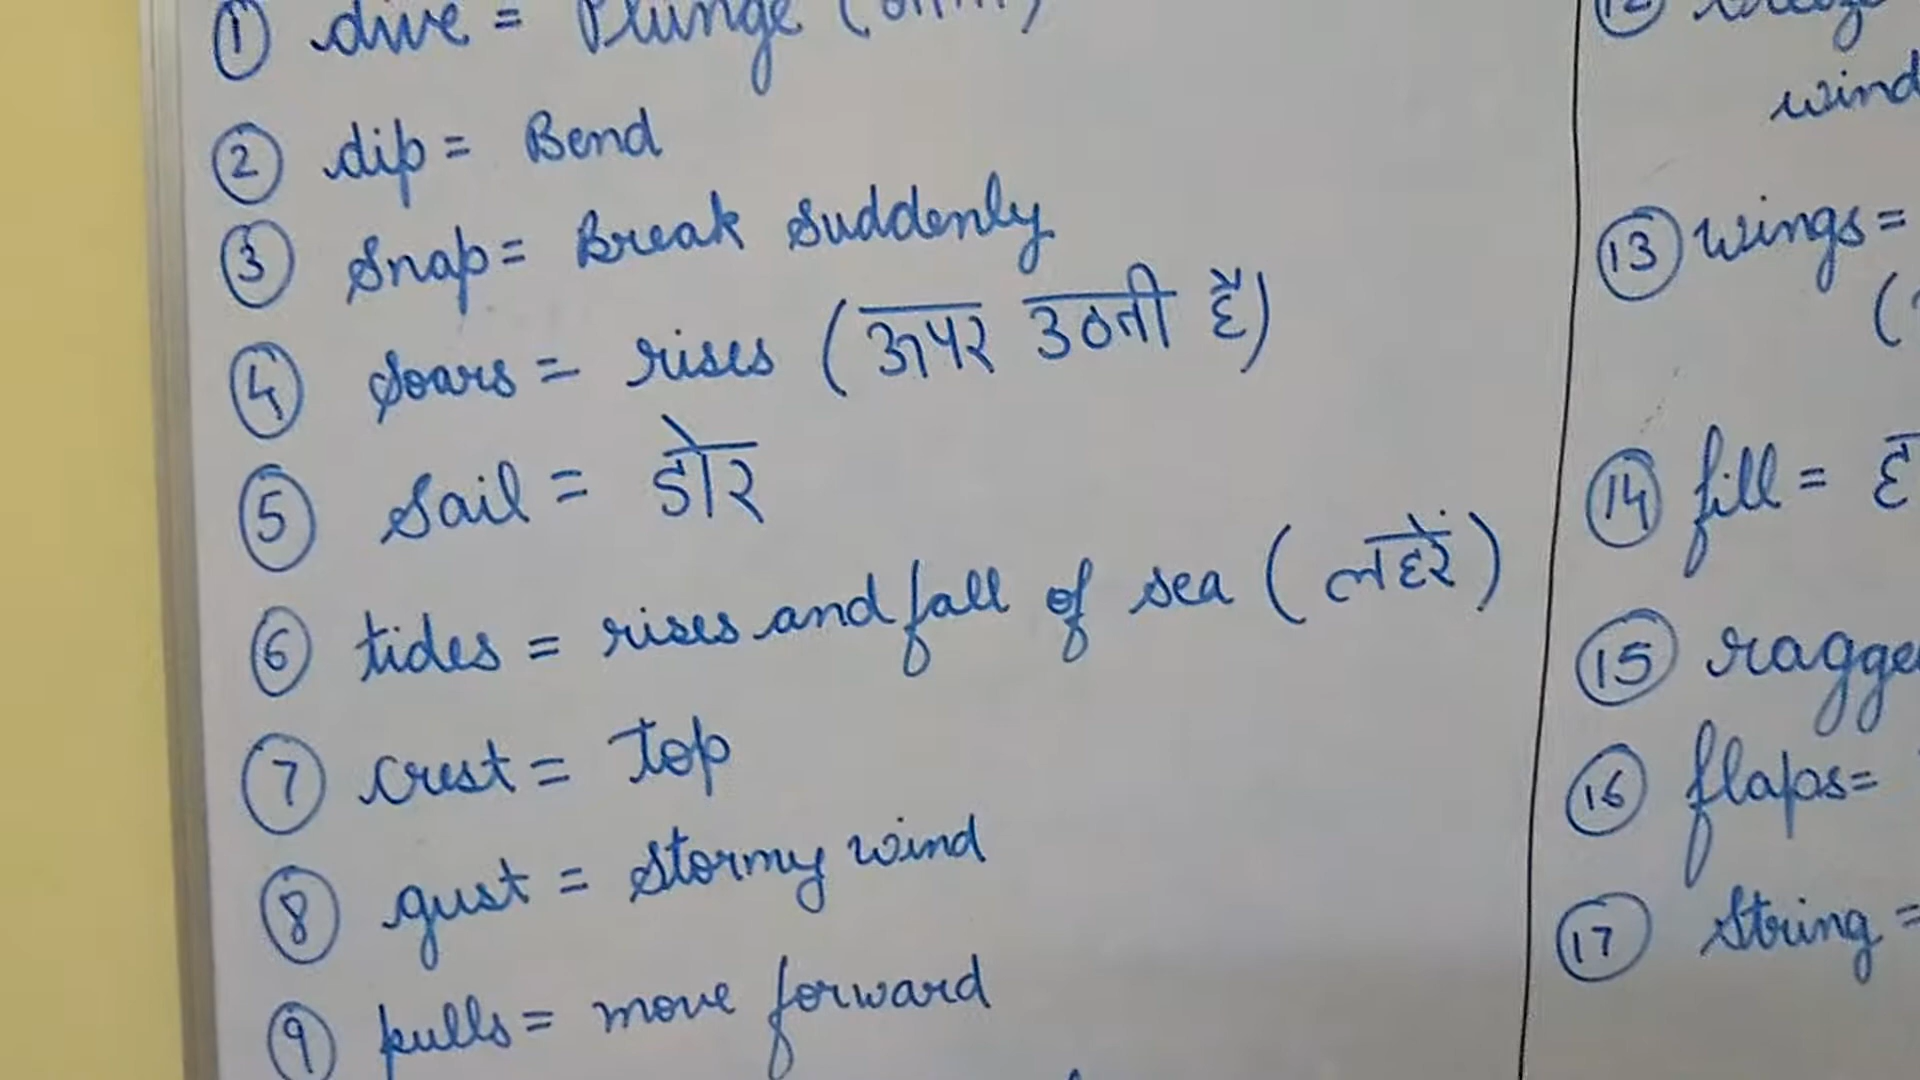 ① dive = Plunge
② dip = Bend
③ Snap = Break Suddenly
④ Soars = rises (ऊपर उठती है)
⑤ Sail = डोर
⑥ tides = rises and fall of sea (लहरें)
⑦ crest = Top
⑧ gust = Stormy wind
⑨ pulls = move forward
⑫
wind
⑬ wings =
⑭ fill =
⑮
⑯ flaps =
⑰ String =